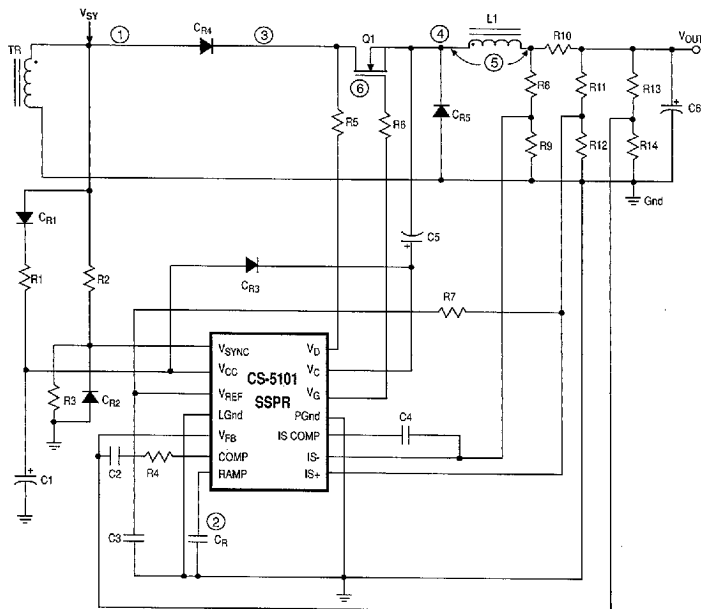 VSY
TR
1
CR4
3
Q1
4
L1
5
R10
VOUT
6
R5
R6
CR5
R8
R11
R13
R9
R12
R14
C6
Gnd
CR1
R1
R2
CR3
C5
R7
R3
CR2
VSYNC
VCC
VREF
LGnd
VFB
COMP
RAMP
CS-5101
SSPR
VD
VC
VG
PGnd
IS COMP
IS-
IS+
C4
C1
C2
R4
C3
2
CR